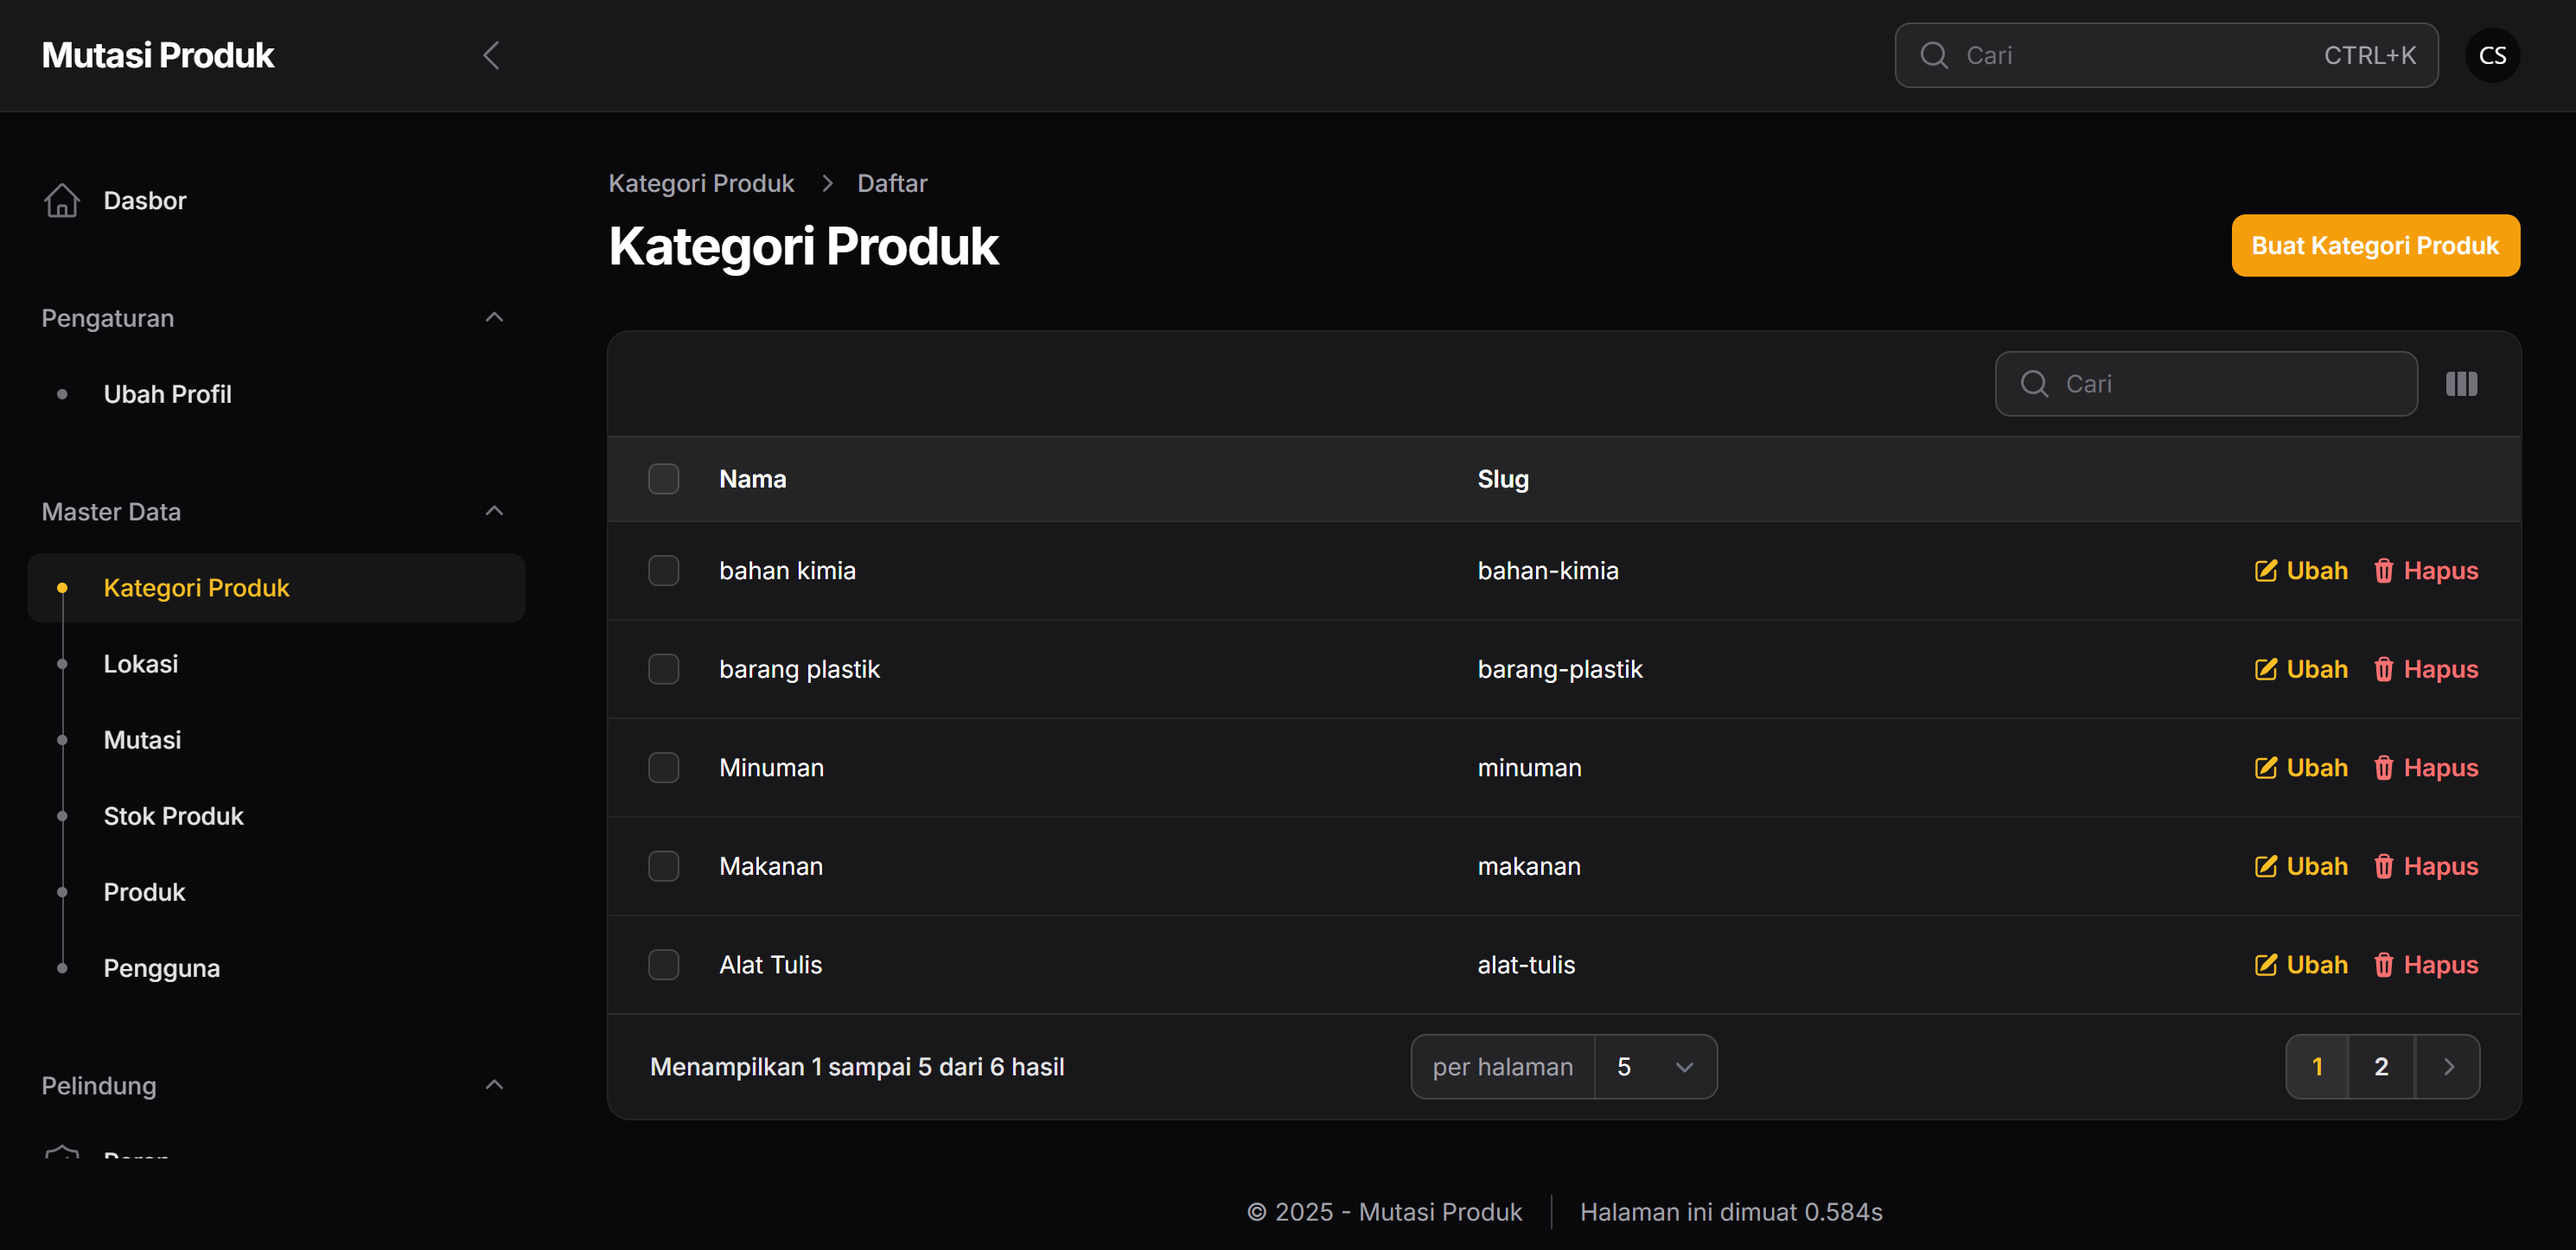 Mutasi Produk
Cari CTRL+K
CS
Dasbor
Pengaturan
Ubah Profil
Master Data
Kategori Produk
Lokasi
Mutasi
Stok Produk
Produk
Pengguna
Pelindung
Kategori Produk > Daftar
Kategori Produk
Buat Kategori Produk
Cari
Nama Slug
bahan kimia bahan-kimia Ubah Hapus
barang plastik barang-plastik Ubah Hapus
Minuman minuman Ubah Hapus
Makanan makanan Ubah Hapus
Alat Tulis alat-tulis Ubah Hapus
Menampilkan 1 sampai 5 dari 6 hasil per halaman 5 1 2
© 2025 - Mutasi Produk Halaman ini dimuat 0.584s